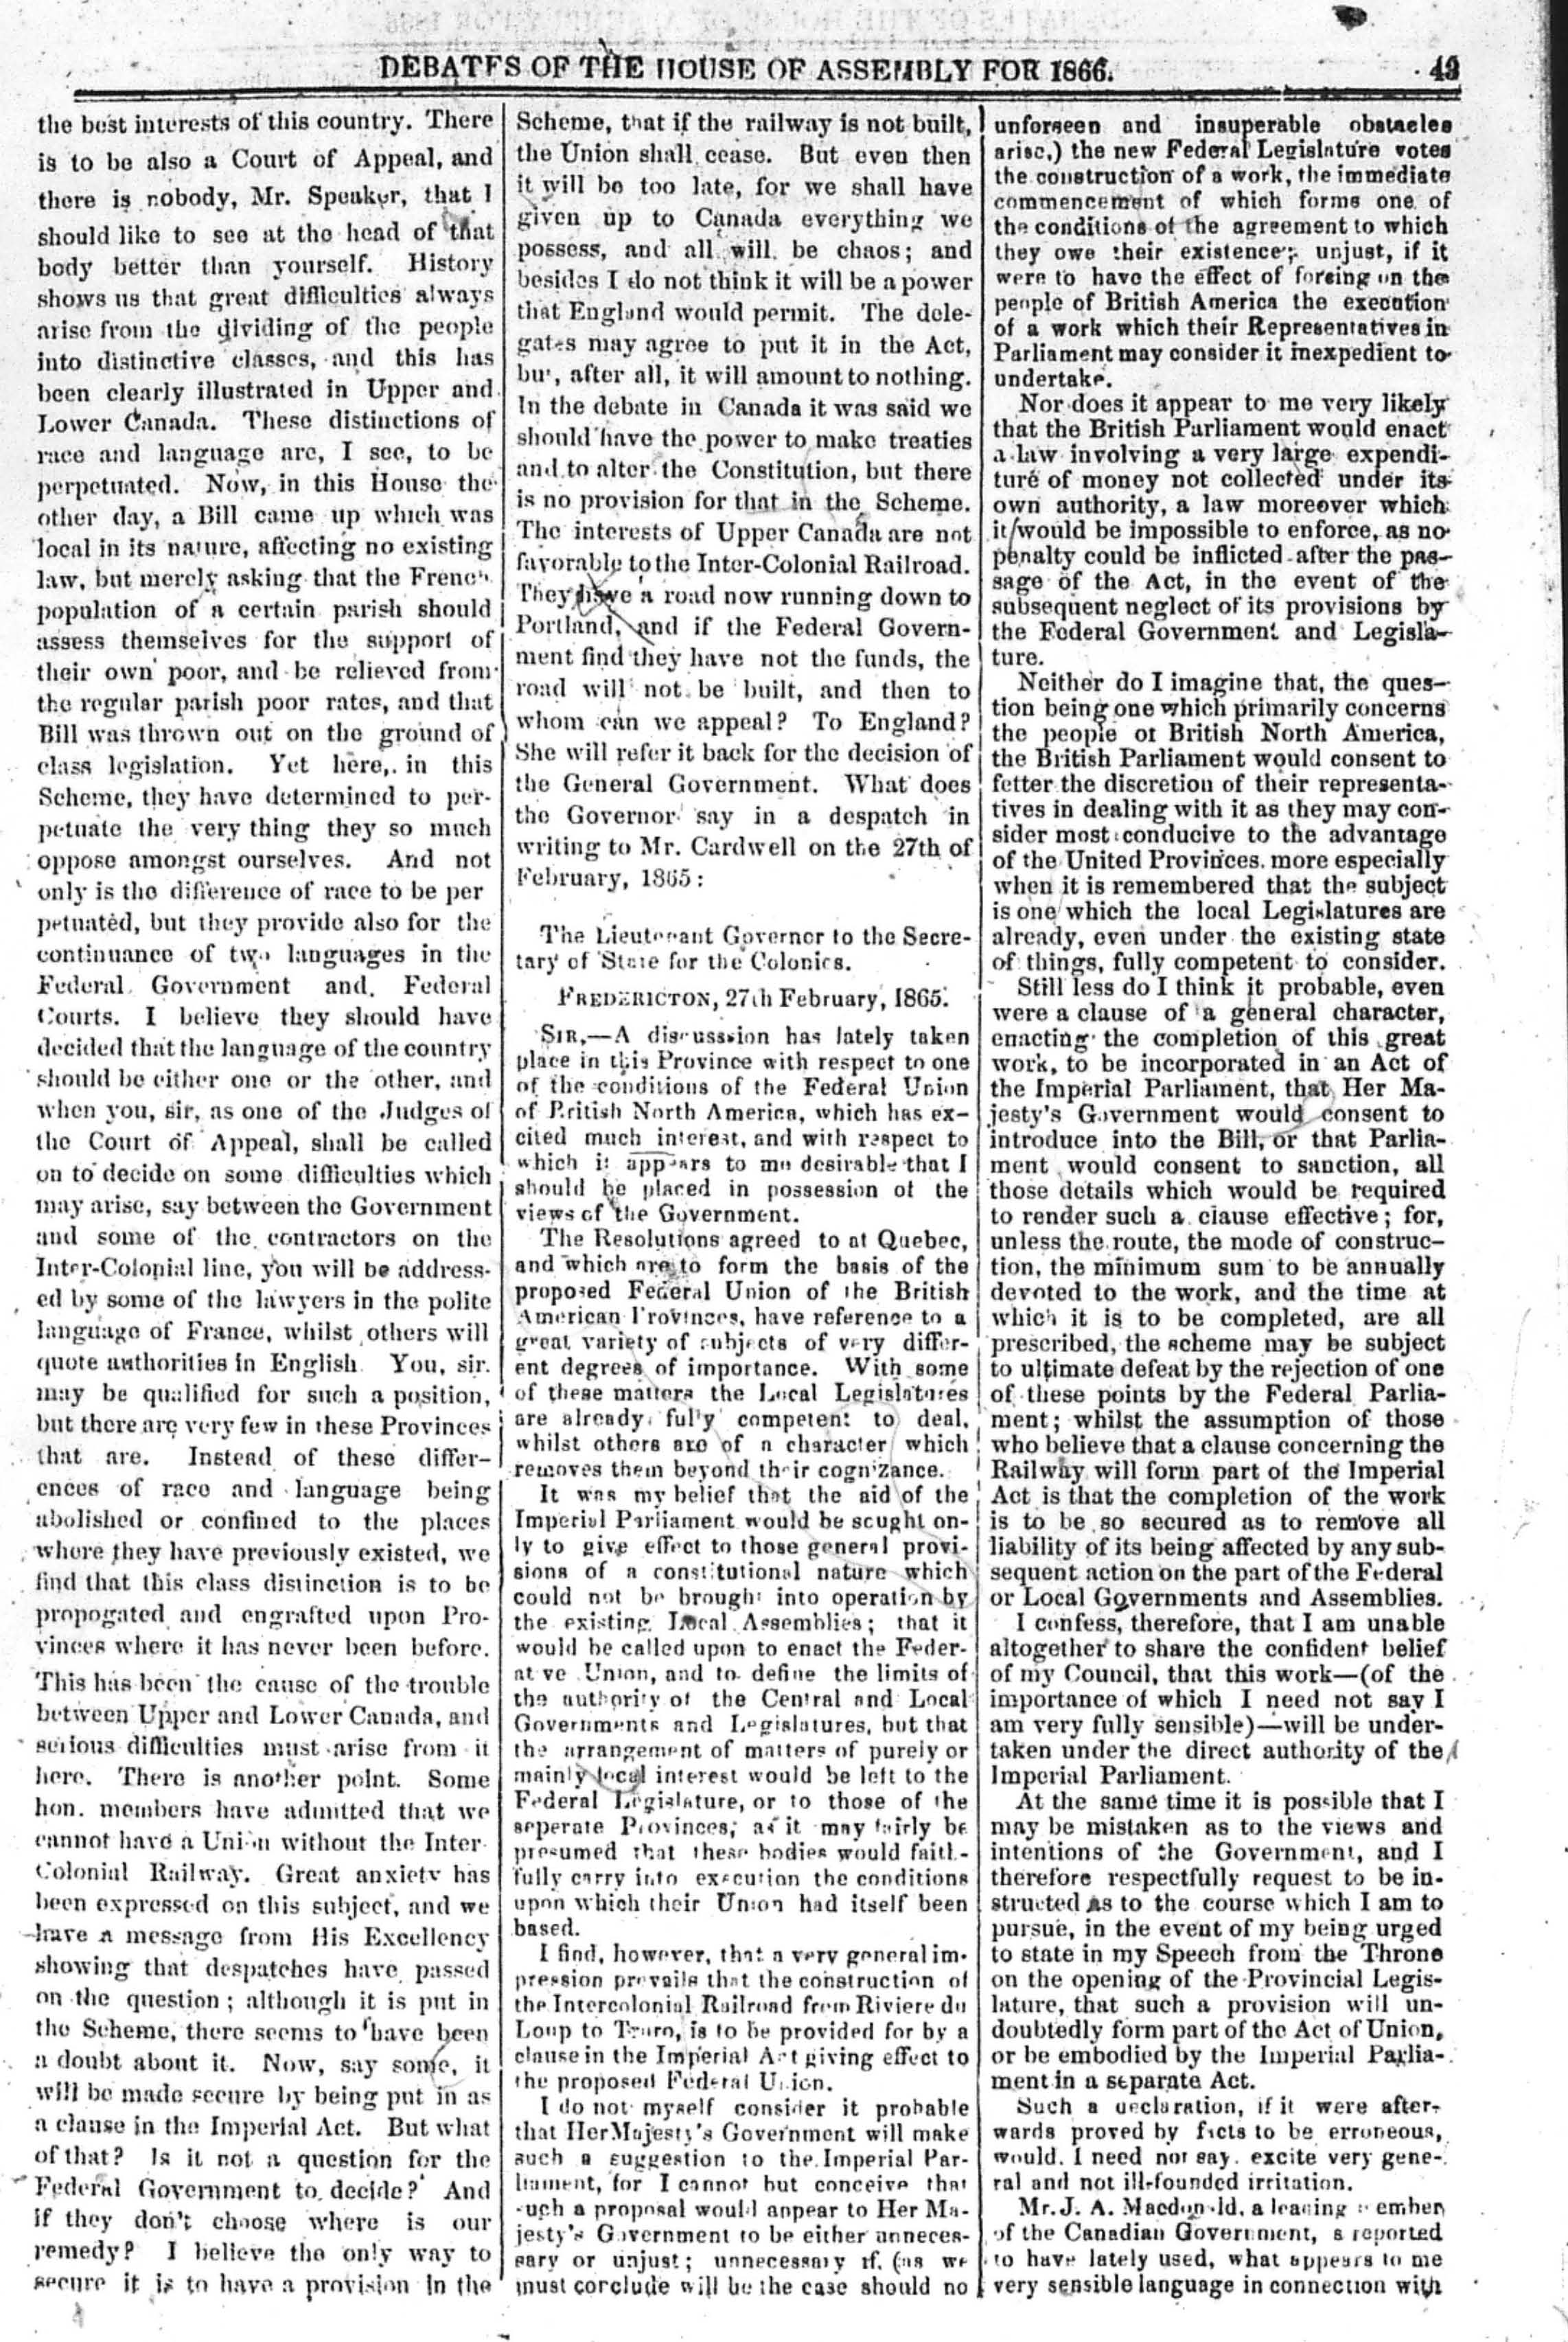 DEBATES OF THE HOUSE OF ASSEMBLY FOR 1866. 43
the best interests of this country. There
is to be also a Court of Appeal, and
there is nobody, Mr. Speaker, that I
should like to see at the head of that
body better than yourself. History
shows us that great difficulties always
arise from the dividing of the people
into distinctive classes, and this has
been clearly illustrated in Upper and
Lower Canada. These distinctions of
race and language are, I see, to be
perpetuated. Now, in this House the
other day, a Bill came up which was
local in its nature, affecting no existing
law, but merely asking that the French
population of a certain parish should
assess themselves for the support of
their own poor, and be relieved from
the regular parish poor rates, and that
Bill was thrown out on the ground of
class legislation. Yet here, in this
Scheme, they have determined to per-
petuate the very thing they so much
oppose amongst ourselves. And not
only is the difference of race to be per
petuated, but they provide also for the
continuance of two languages in the
Federal Government and Federal
Courts. I believe they should have
decided that the language of the country
should be either one or the other, and
when you, sir, as one of the Judges of
the Court of Appeal, shall be called
on to decide on some difficulties which
may arise, say between the Government
and some of the contractors on the
Inter-Colonial line, you will be address-
ed by some of the lawyers in the polite
language of France, whilst others will
quote authorities in English You, sir.
may be qualified for such a position,
but there are very few in these Provinces
that are. Instead of these differ-
ences of race and language being
abolished or confined to the places
where they have previously existed, we
find that this class distinction is to be
propogated and engrafted upon Pro-
vinces where it has never been before.
This has been the cause of the trouble
between Upper and Lower Canada, and
serious difficulties must arise from it
here. There is another point. Some
hon. members have admitted that we
cannot have a Union without the Inter
Colonial Railway. Great anxiety has
been expressed on this subject, and we
have a message from His Excellency
showing that despatches have passed
on the question; although it is put in
the Scheme, there seems to have been
a doubt about it. Now, say some, it
will be made secure by being put in as
a clause in the Imperial Act. But what
of that? Is it not a question for the
Federal Government to decide? And
if they don't choose where is our
remedy? I believe the only way to
secure it is to have a provision in the
Scheme, that if the railway is not built,
the Union shall cease. But even then
it will be too late, for we shall have
given up to Canada everything we
possess, and all will be chaos; and
besides I do not think it will be a power
that England would permit. The dele-
gates may agree to put it in the Act,
but, after all, it will amount to nothing.
In the debate in Canada it was said we
should have the power to make treaties
and to alter the Constitution, but there
is no provision for that in the Scheme.
The interests of Upper Canada are not
favorable to the Inter-Colonial Railroad.
They have a road now running down to
Portland, and if the Federal Govern-
ment find they have not the funds, the
road will not be built, and then to
whom can we appeal? To England?
She will refer it back for the decision of
the General Government. What does
the Governor say in a despatch in
writing to Mr. Cardwell on the 27th of
February, 1865:
The Lieutenant Governor to the Secre-
tary of State for the Colonies.
FREDERICTON, 27th February, 1865.
SIR,—A discusssion has lately taken
place in this Province with respect to one
of the conditions of the Federal Union
of British North America, which has ex-
cited much interest, and with respect to
which it appears to me desirable that I
should be placed in possession of the
views of the Government.
The Resolutions agreed to at Quebec,
and which are to form the basis of the
proposed Federal Union of the British
American Provinces, have reference to a
great variety of subjects of very differ-
ent degrees of importance. With some
of these matters the Local Legislatures
are already fully competent to deal,
whilst others are of a character which
removes them beyond their cognizance.
It was my belief that the aid of the
Imperial Parliament would be sought on-
ly to give effect to those general provi-
sions of a constitutional nature which
could not be brought into operation by
the existing Local Assemblies; that it
would be called upon to enact the Feder-
ative Union, and to define the limits of
the authority of the Central and Local
Governments and Legislatures, but that
the arrangement of matters of purely or
mainly local interest would be left to the
Federal Legislature, or to those of the
seperate Provinces, as it may fairly be
presumed that these bodies would faith-
fully carry into execution the conditions
upon which their Union had itself been
based.
I find, however, that a very general im-
pression prevails that the construction of
the Intercolonial Railroad from Riviere du
Loup to Truro, is to be provided for by a
clause in the Imperial Act giving effect to
the proposed Federal Union.
I do not myself consider it probable
that Her Majesty's Government will make
such a suggestion to the Imperial Par-
liament, for I cannot but conceive that
such a proposal would appear to Her Ma-
jesty's Government to be either unneces-
sary or unjust; unnecessary if, (as we
must conclude will be the case should no
unforseen and insuperable obstacles
arise,) the new Federal Legislature votes
the construction of a work, the immediate
commencement of which forms one of
the conditions of the agreement to which
they owe their existence; unjust, if it
were to have the effect of forcing on the
people of British America the execution
of a work which their Representatives in
Parliament may consider it inexpedient to
undertake.
Nor does it appear to me very likely
that the British Parliament would enact
a law involving a very large expendi-
ture of money not collected under its
own authority, a law moreover which
it would be impossible to enforce, as no
penalty could be inflicted after the pas-
sage of the Act, in the event of the
subsequent neglect of its provisions by
the Federal Government and Legisla-
ture.
Neither do I imagine that, the ques-
tion being one which primarily concerns
the people of British North America,
the British Parliament would consent to
fetter the discretion of their representa-
tives in dealing with it as they may con-
sider most conducive to the advantage
of the United Provinces. more especially
when it is remembered that the subject
is one which the local Legislatures are
already, even under the existing state
of things, fully competent to consider.
Still less do I think it probable, even
were a clause of a general character,
enacting the completion of this great
work, to be incorporated in an Act of
the Imperial Parliament, that Her Ma-
jesty's Government would consent to
introduce into the Bill, or that Parlia-
ment would consent to sanction, all
those details which would be required
to render such a clause effective; for,
unless the route, the mode of construc-
tion, the minimum sum to be annually
devoted to the work, and the time at
which it is to be completed, are all
prescribed, the scheme may be subject
to ultimate defeat by the rejection of one
of these points by the Federal Parlia-
ment; whilst the assumption of those
who believe that a clause concerning the
Railway will form part of the Imperial
Act is that the completion of the work
is to be so secured as to remove all
liability of its being affected by any sub-
sequent action on the part of the Federal
or Local Governments and Assemblies.
I confess, therefore, that I am unable
altogether to share the confident belief
of my Council, that this work—(of the
importance of which I need not say I
am very fully sensible)—will be under-
taken under the direct authority of the
Imperial Parliament.
At the same time it is possible that I
may be mistaken as to the views and
intentions of the Government, and I
therefore respectfully request to be in-
structed as to the course which I am to
pursue, in the event of my being urged
to state in my Speech from the Throne
on the opening of the Provincial Legis-
lature, that such a provision will un-
doubtedly form part of the Act of Union,
or be embodied by the Imperial Parlia-
ment in a separate Act.
Such a declaration, if it were after-
wards proved by facts to be erroneous,
would. I need not say. excite very gene-
ral and not ill-founded irritation.
Mr. J. A. Macdonald, a leading member
of the Canadian Government, s reported
to have lately used, what appears to me
very sensible language in connection with